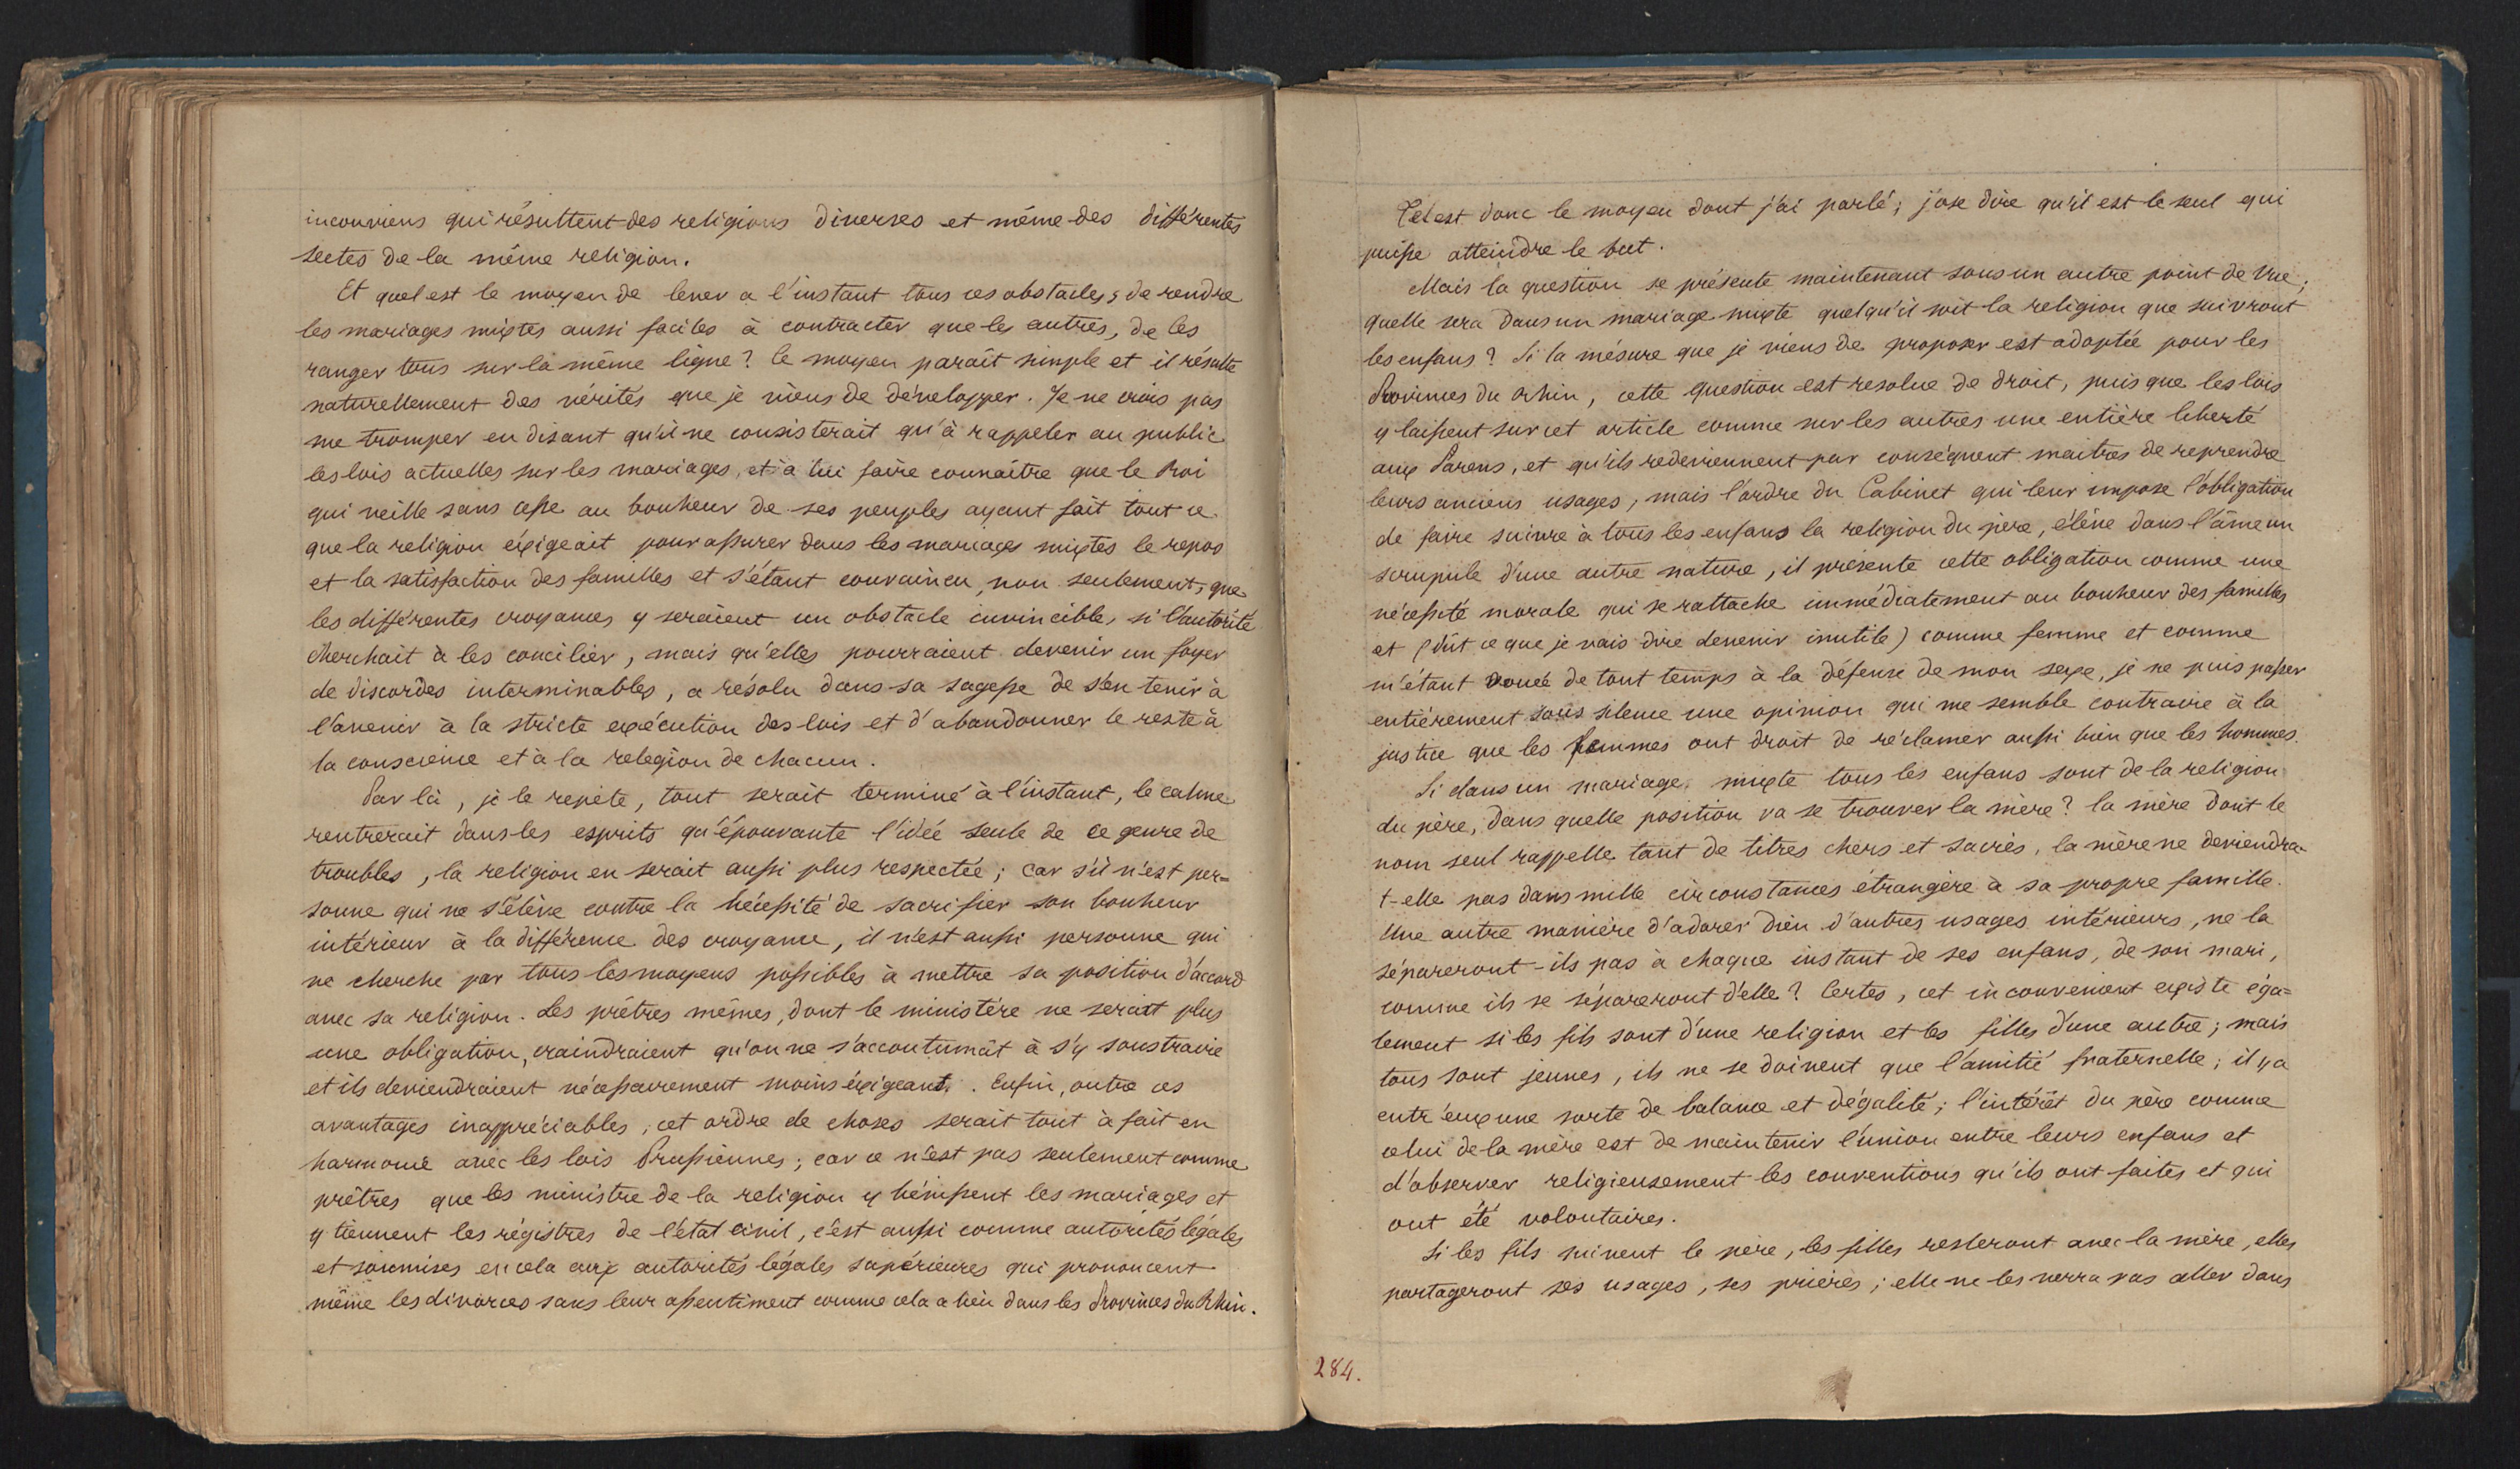 inconviens qui résultent des religions diverses et même des différentes
sectes de la même religion.
Et quel est le moyen de lever a l'instant tous ces obstacles, de rendre
les mariages mixtes aussi faciles à contracter que les autres, de les
ranger tous sur la même ligne? le moyen paraît simple et il résulte
naturellement des vérités que je viens de développer. Je ne crois pas
me tromper en disant qu'il ne consisterait qu'à rappeler au public
les lois actuelles sur les mariages, et à lui faire connaître que le Roi
qui veille sans cesse au bonheur de ses peuples ayant fait tout ce
que la religion éxigeait pour assurer dans les mariages mixtes le repos
et la satisfaction des familles et s'étant convaincu, non seulement, que
les différentes croyances y seraient un obstacle invincible, si l'autorité
cherchait à les concilier, mais qu'elles pourraient devenir un foyer
de discordes interminables, a résolu dans sa sagesse de s'en tenir à
l'avenir à la stricte exécution des lois et d'abandonner le reste à
la conscience et à la relegion de chacun.
Par là, je le repète, tout serait terminé à l'instant, le calme
rentrerait dans les esprits qu'épouvante l'idée seule de ce genre de
troubles, la religion en serait aussi plus respectée; car s'il n'est per=
sonne qui ne s'élève contre la nécessité de sacrifier son bonheur
intérieur à la différence des croyance, il n'est aussi personne qui
ne cherche par tous les moyens possibles à mettre sa position d'accord
avec sa religion. Les prêtres mêmes, dont le ministère ne serait plus
une obligation, craindraient qu'on ne s'accoutumât à s'y soustraire
et ils deviendraient nécessairement moins éxigeant. Enfin, outre ces
avantages inappréciables, cet ordre de choses serait tout à fait en
harmonie avec les lois Prussiennes; car ce n'est pas seulement comme
prêtres que les ministre de la religion y bénissent les mariages et
y tiennent les régistres de l'état civil, c'est aussi comme autorités légales
et soumises en cela aux autorités légales supérieures qui prononcent
même les divorces sans leur assentiment comme cela a lieu dans les Provinces du Rhin.
Tel est donc le moyen dont j'ai parlé; j'ose dire qu'il est le seul qui
puisse atteindre le but.
Mais la question se présente maintenant sous un autre point de vue;
quelle sera dans un mariage mixte quelqu'il soit la religion que suivront
les enfans? Si la mésure que je viens de proposer est adoptée pour les
Provinces du Rhin, cette question est resolue de droit, puisque les lois
y laissent sur cet article comme sur les autres une entière liberté
aux Parens, et qu'ils redeviennent par conséquent maitres de reprendre
leurs anciens usages, mais l'ordre du Cabinet qui leur impose l'obligation
de faire suivre à tous les enfans la religion du père, élève dans l'âme un
scrupule d'une autre nature, il présente cette obligation comme une
nécessité morale qui se rattache immédiatement au bonheur des familles
et (dût ce que je vais dire devenir inutile) comme femme et comme
m'étant vouée de tout temps à la défense de mon sexe, je ne puis passer
entièrement sous silence une opinion qui me semble contraire à la
justice que les femmes ont droit de réclamer aussi bien que les hommes.
Si dans un mariage mixte tous les enfans sont de la religion
du père, dans quelle position va se trouver la mère? la mère dont le
nom seul rappelle tant de titres chers et sacrés, la mère ne deviendra-
t-elle pas dans mille circonstances étrangère à sa propre famille.
Une autre manière d'adorer Dieu d'autres usages intérieurs, ne la
sépareront-ils pas à chaque instant de ses enfans, de son mari,
comme ils se sépareront d'elle? Certes, cet inconvenient existe éga=
lement si les fils sont d'une religion et les filles d'une autre; mais
tous sont jeunes, ils ne se doivent que l'amitié fraternelle; il y a
entr'eux une sorte de balance et d'égalité; l'intérêt du père comme
celui de la mère est de maintenir l'union entre leurs enfans et
d'observer religieusement les conventions qu'ils ont faites et qui
ont été volontaires.
Si les fils suivent le père, les filles resteront avec la mère, elles
partageront ses usages, ses prières; elle ne les verra pas aller dans
284.